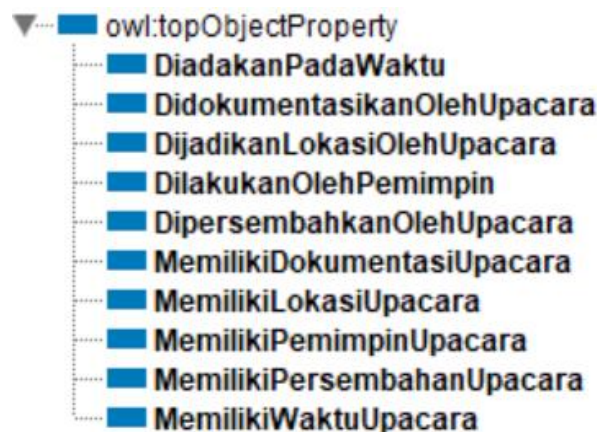 owl:topObjectProperty
DiadakanPadaWaktu
DidokumentasikanOlehUpacara
DijadikanLokasiOlehUpacara
DilakukanOlehPemimpin
DipersembahkanOlehUpacara
MemilikiDokumentasiUpacara
MemilikiLokasiUpacara
MemilikiPemimpinUpacara
MemilikiPersembahanUpacara
MemilikiWaktuUpacara